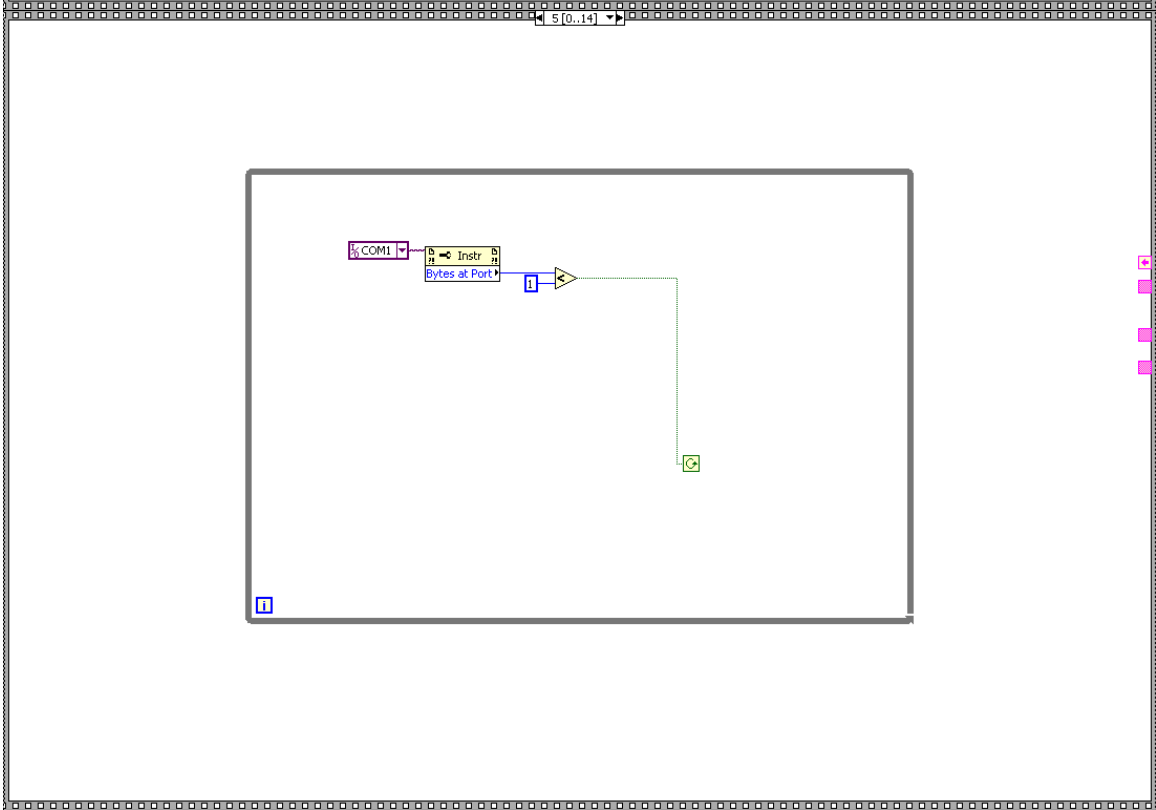 5 [0..14]
I/O COM1
Instr
Bytes at Port
1
<
i